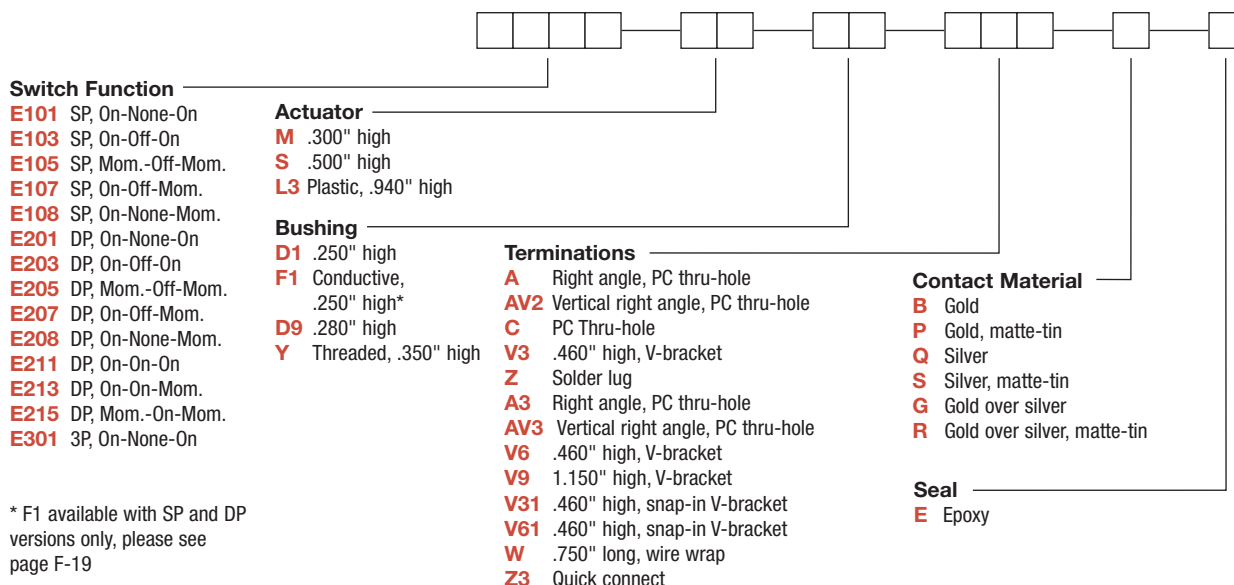 Switch Function
E101 SP, On-None-On
E103 SP, On-Off-On
E105 SP, Mom.-Off-Mom.
E107 SP, On-Off-Mom.
E108 SP, On-None-Mom.
E201 DP, On-None-On
E203 DP, On-Off-On
E205 DP, Mom.-Off-Mom.
E207 DP, On-Off-Mom.
E208 DP, On-None-Mom.
E211 DP, On-On-On
E213 DP, On-On-Mom.
E215 DP, Mom.-On-Mom.
E301 3P, On-None-On
* F1 available with SP and DP
versions only, please see
page F-19
Actuator
M .300" high
S .500" high
L3 Plastic, .940" high
Bushing
D1 .250" high
F1 Conductive,
.250" high*
D9 .280" high
Y Threaded, .350" high
Terminations
A Right angle, PC thru-hole
AV2 Vertical right angle, PC thru-hole
C PC Thru-hole
V3 .460" high, V-bracket
Z Solder lug
A3 Right angle, PC thru-hole
AV3 Vertical right angle, PC thru-hole
V6 .460" high, V-bracket
V9 1.150" high, V-bracket
V31 .460" high, snap-in V-bracket
V61 .460" high, snap-in V-bracket
W .750" long, wire wrap
Z3 Quick connect
Contact Material
B Gold
P Gold, matte-tin
Q Silver
S Silver, matte-tin
G Gold over silver
R Gold over silver, matte-tin
Seal
E Epoxy